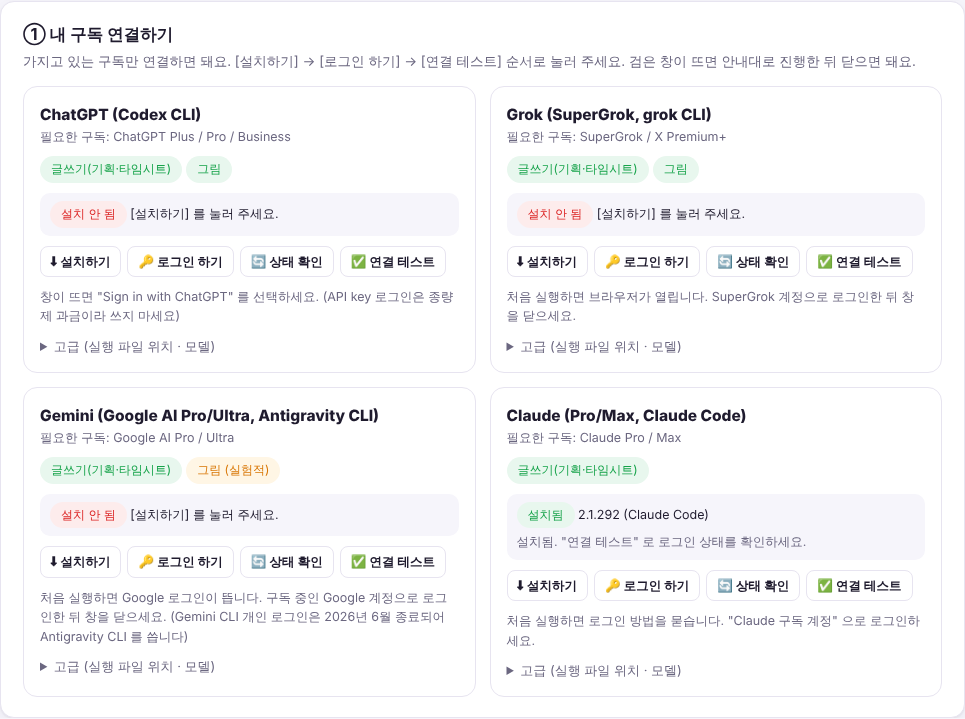 ① 내 구독 연결하기
가지고 있는 구독만 연결하면 돼요. [설치하기] → [로그인 하기] → [연결 테스트] 순서로 눌러 주세요. 검은 창이 뜨면 안내대로 진행한 뒤 닫으면 돼요.
ChatGPT (Codex CLI)
필요한 구독: ChatGPT Plus / Pro / Business
글쓰기(기획·타임시트) 그림
설치 안 됨 [설치하기] 를 눌러 주세요.
⬇ 설치하기 🔑 로그인 하기 🔄 상태 확인 ✅ 연결 테스트
창이 뜨면 "Sign in with ChatGPT" 를 선택하세요. (API key 로그인은 종량
제 과금이라 쓰지 마세요)
▶ 고급 (실행 파일 위치 · 모델)
Grok (SuperGrok, grok CLI)
필요한 구독: SuperGrok / X Premium+
글쓰기(기획·타임시트) 그림
설치 안 됨 [설치하기] 를 눌러 주세요.
⬇ 설치하기 🔑 로그인 하기 🔄 상태 확인 ✅ 연결 테스트
처음 실행하면 브라우저가 열립니다. SuperGrok 계정으로 로그인한 뒤 창
을 닫으세요.
▶ 고급 (실행 파일 위치 · 모델)
Gemini (Google AI Pro/Ultra, Antigravity CLI)
필요한 구독: Google AI Pro / Ultra
글쓰기(기획·타임시트) 그림 (실험적)
설치 안 됨 [설치하기] 를 눌러 주세요.
⬇ 설치하기 🔑 로그인 하기 🔄 상태 확인 ✅ 연결 테스트
처음 실행하면 Google 로그인이 뜹니다. 구독 중인 Google 계정으로 로그
인한 뒤 창을 닫으세요. (Gemini CLI 개인 로그인은 2026년 6월 종료되어
Antigravity CLI 를 씁니다)
▶ 고급 (실행 파일 위치 · 모델)
Claude (Pro/Max, Claude Code)
필요한 구독: Claude Pro / Max
글쓰기(기획·타임시트)
설치됨 2.1.292 (Claude Code)
설치됨. "연결 테스트" 로 로그인 상태를 확인하세요.
⬇ 설치하기 🔑 로그인 하기 🔄 상태 확인 ✅ 연결 테스트
처음 실행하면 로그인 방법을 묻습니다. "Claude 구독 계정" 으로 로그인하
세요.
▶ 고급 (실행 파일 위치 · 모델)